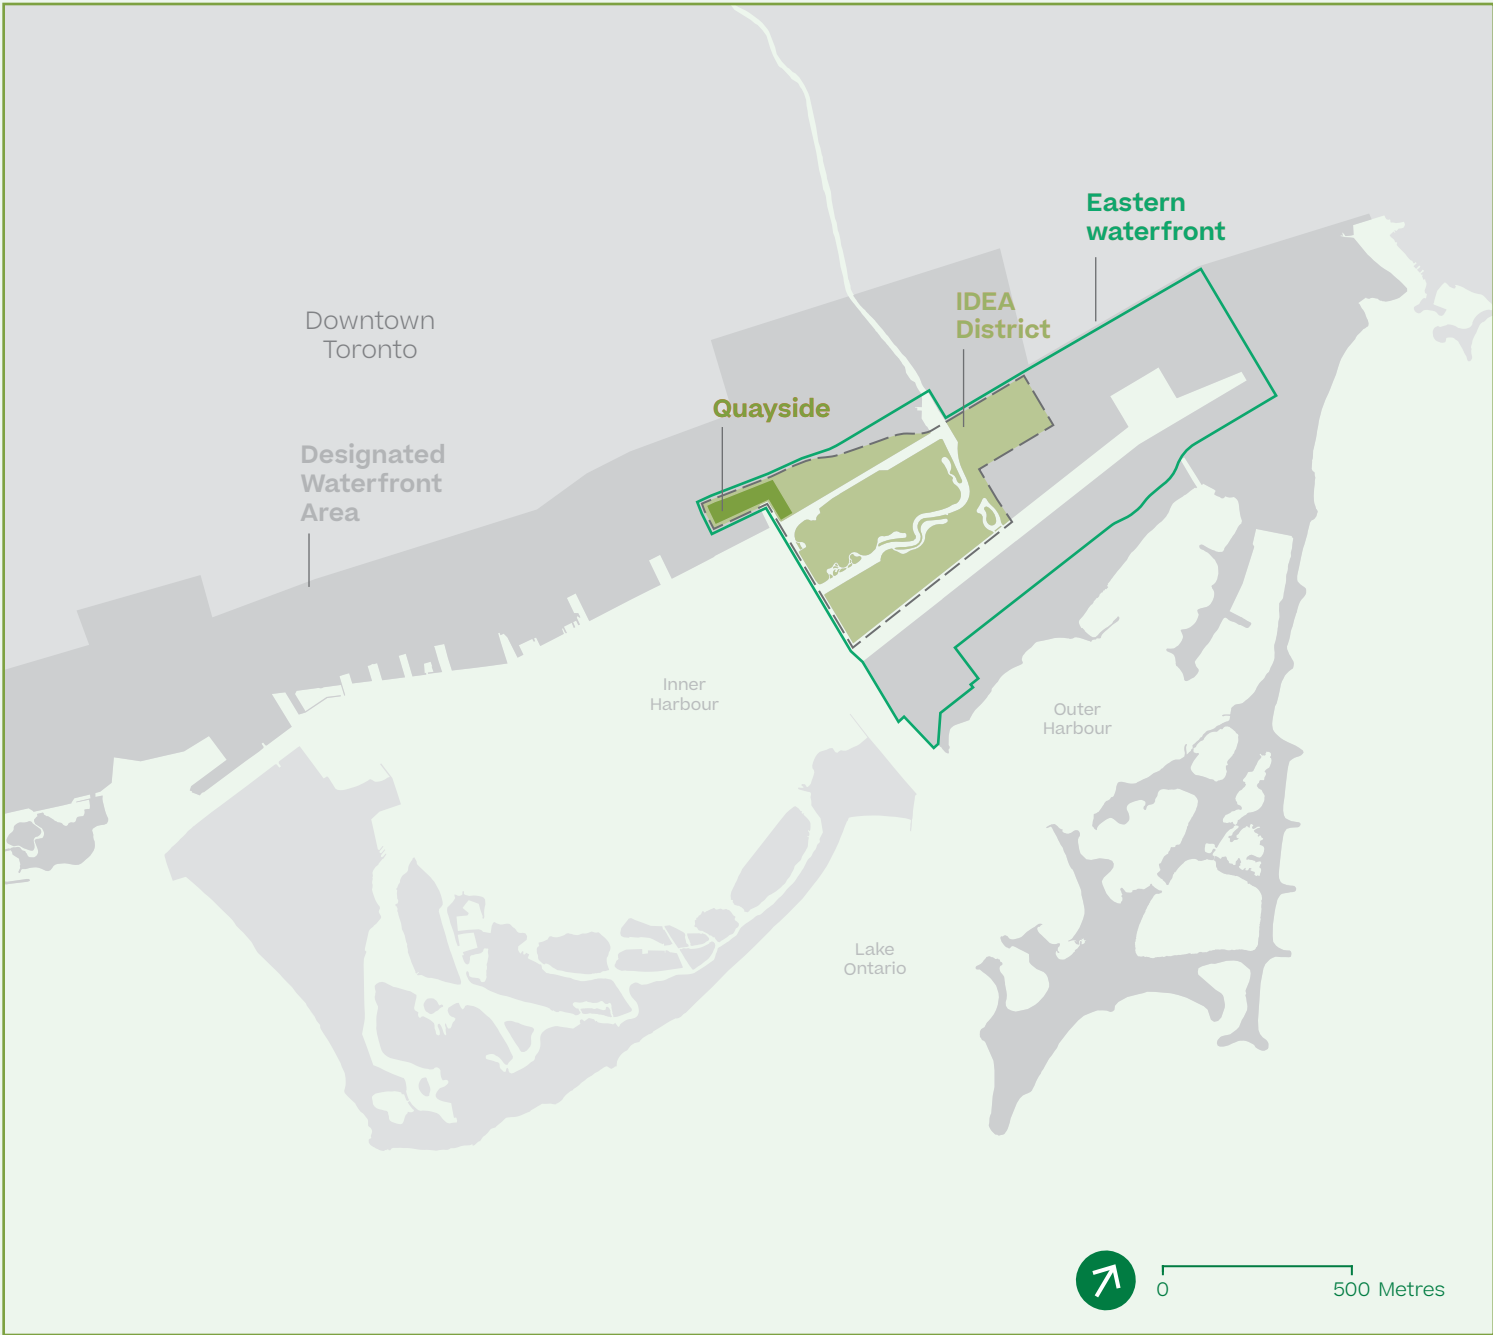 Eastern
waterfront
IDEA
District
Downtown
Toronto
Quayside
Designated
Waterfront
Area
Inner
Harbour
Outer
Harbour
Lake
Ontario
0
500 Metres